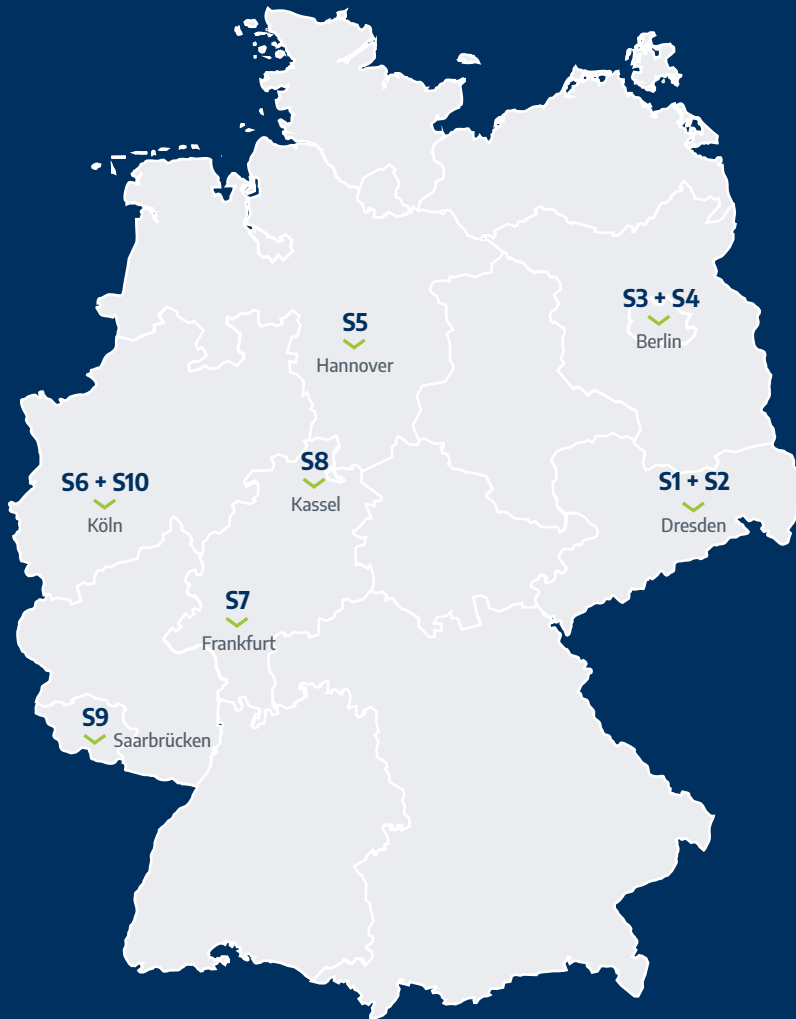 S3 + S4
Berlin
S5
Hannover
S8
Kassel
S6 + S10
Köln
S1 + S2
Dresden
S7
Frankfurt
S9
Saarbrücken